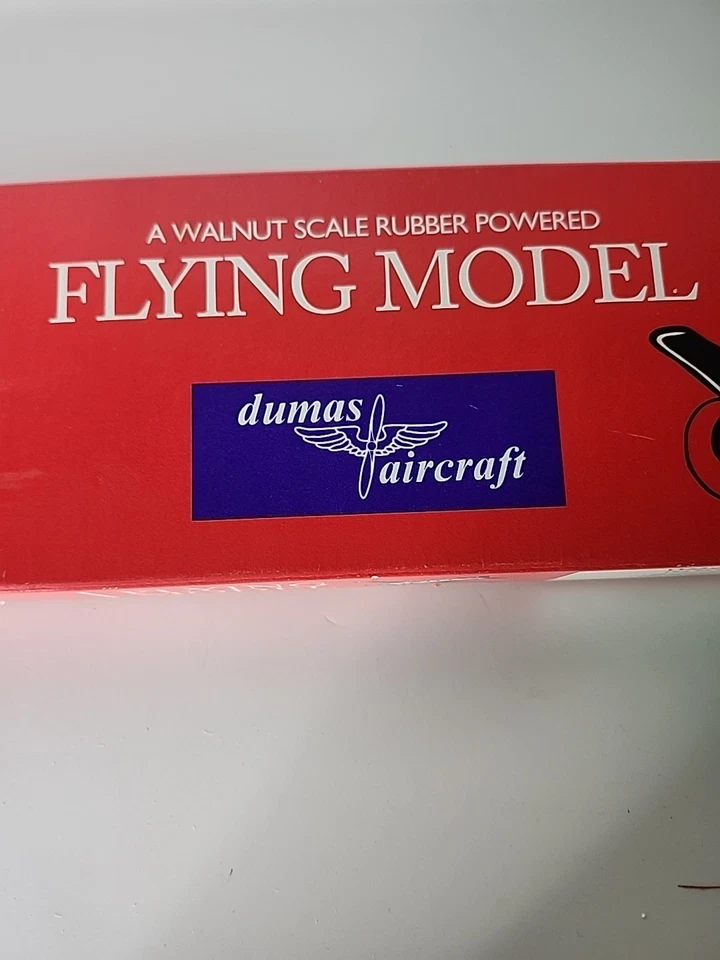 A WALNUT SCALE RUBBER POWERED
FLYING MODEL
dumas
aircraft